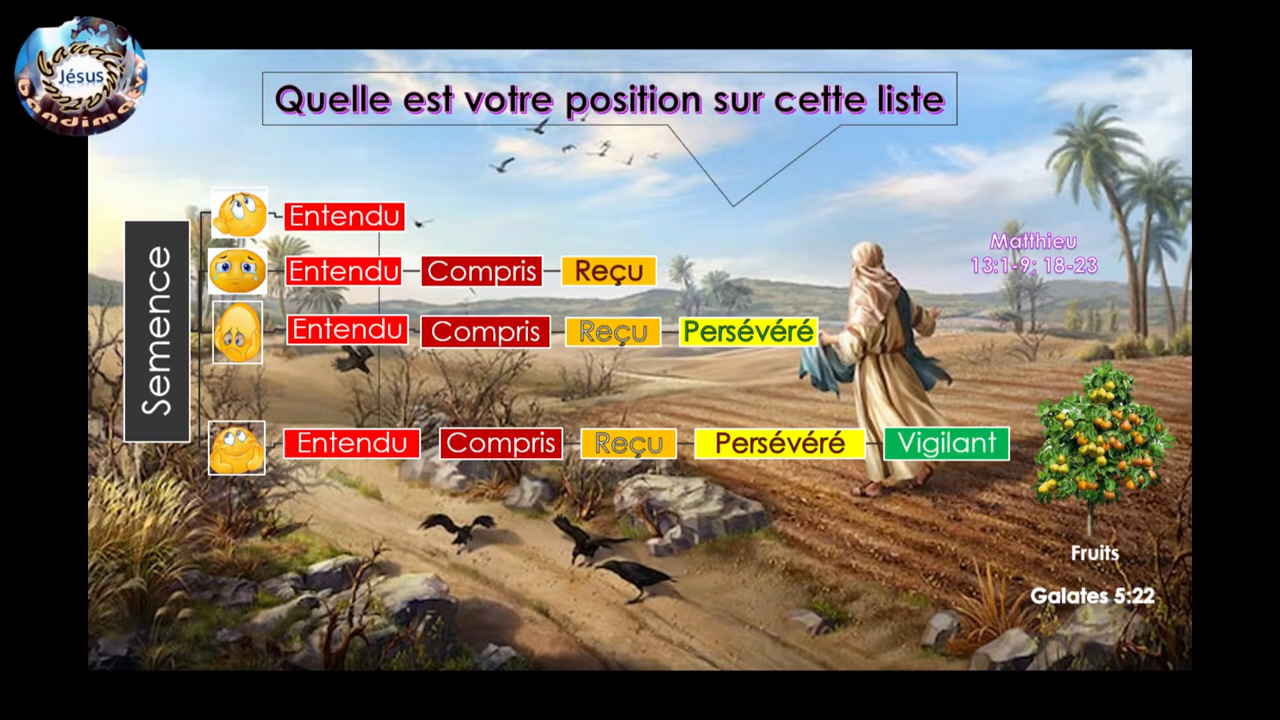 Jésus
Quelle est votre position sur cette liste
Semence
Entendu
Entendu Compris Reçu
Entendu Compris Reçu Persévéré
Entendu Compris Reçu Persévéré Vigilant
Matthieu
13:1-9; 18-23
Fruits
Galates 5:22